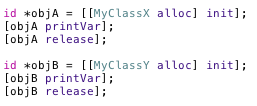 id *objA = [[MyClassX alloc] init];
[objA printVar];
[objA release];
id *objB = [[MyClassY alloc] init];
[objB printVar];
[objB release];